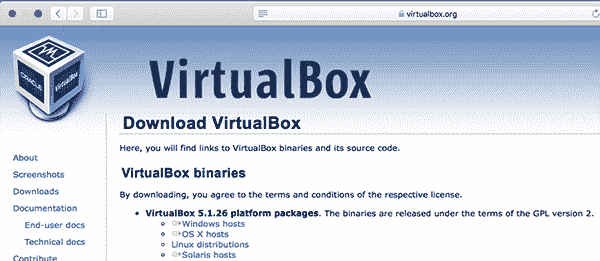 virtualbox.org
ORACLE
VirtualBox
VirtualBox
Download VirtualBox
Here, you will find links to VirtualBox binaries and its source code.
About
Screenshots
Downloads
Documentation
End-user docs
Technical docs
Contribute
VirtualBox binaries
By downloading, you agree to the terms and conditions of the respective license.
• VirtualBox 5.1.26 platform packages. The binaries are released under the terms of the GPL version 2.
Windows hosts
OS X hosts
Linux distributions
Solaris hosts